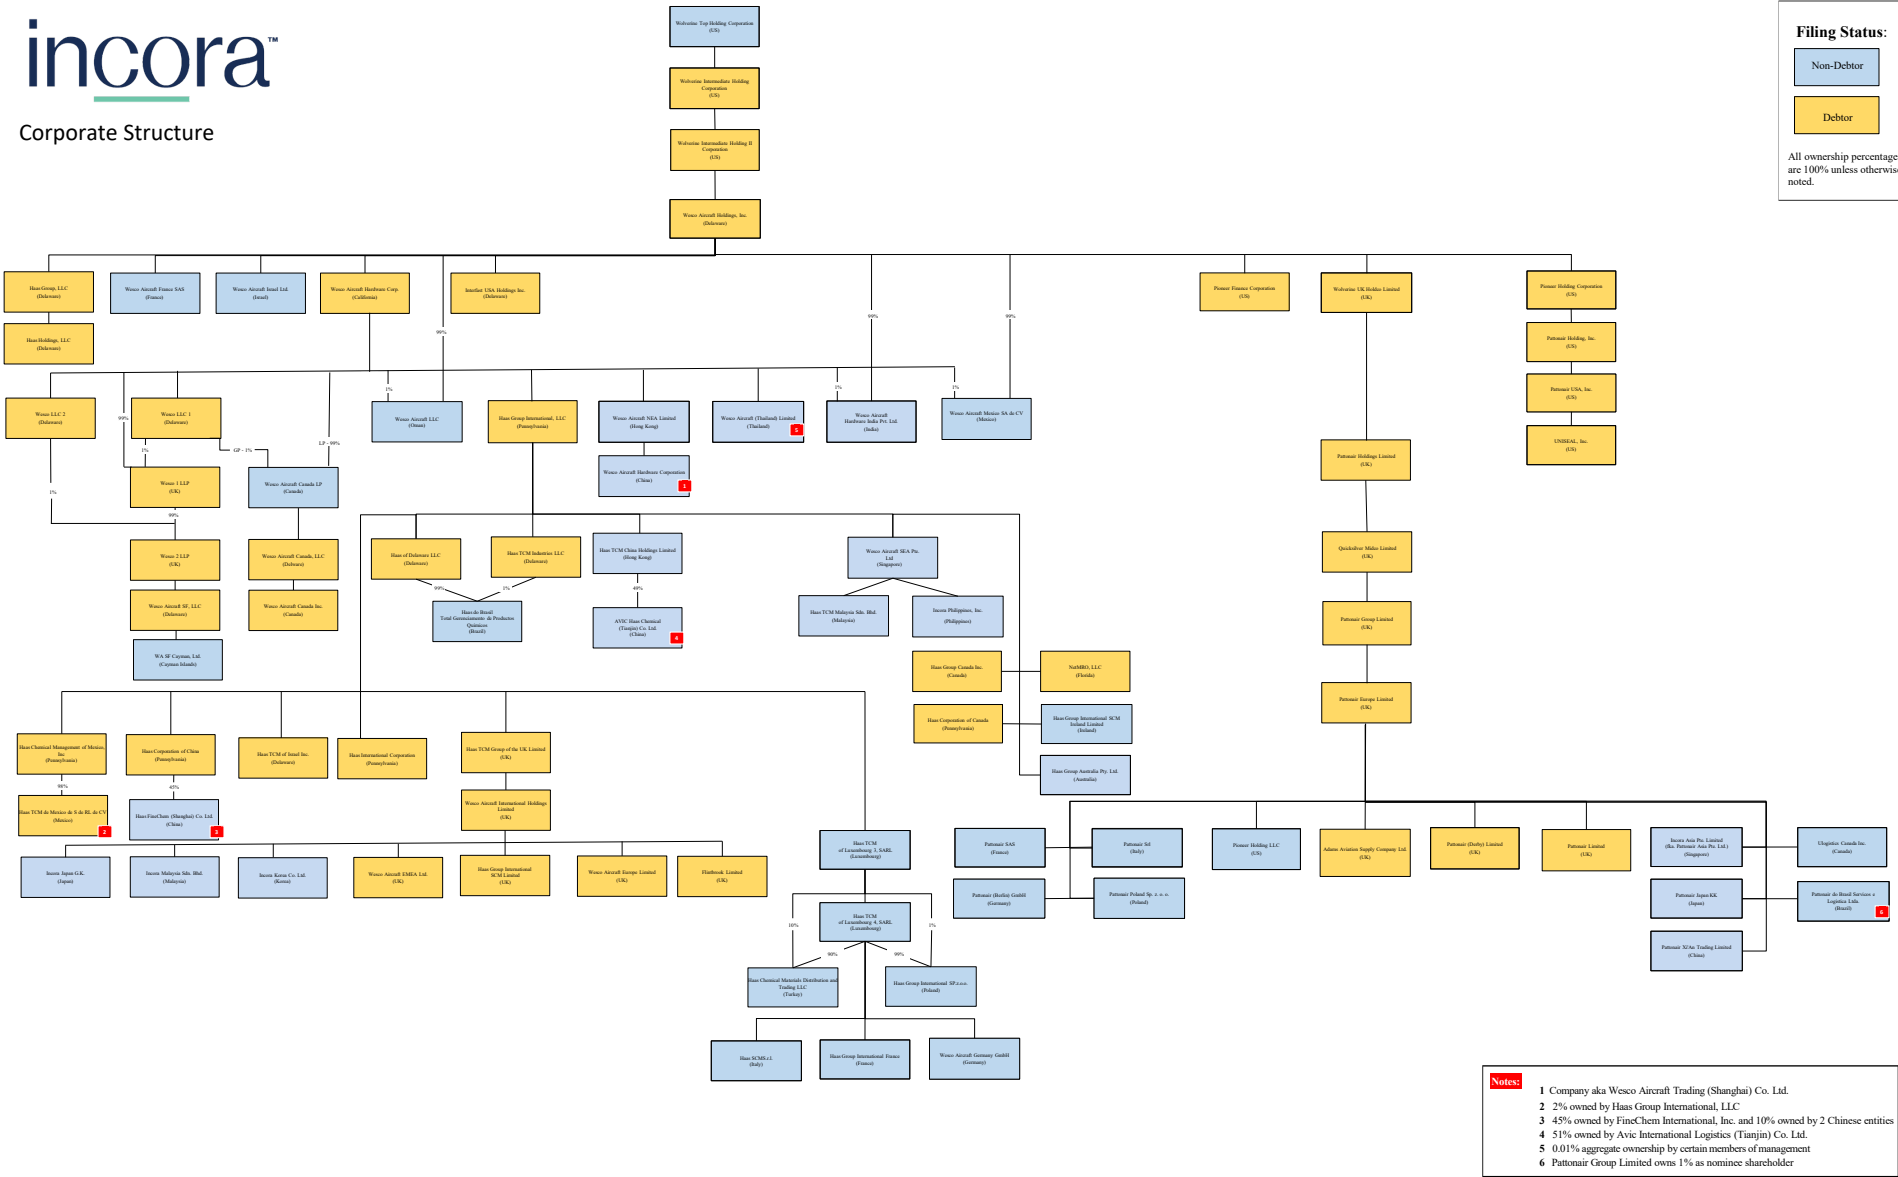 incora™
Corporate Structure
Filing Status:
Non-Debtor
Debtor
All ownership percentage
are 100% unless otherwise
noted.
Wolverine Top Holding Corporation
(US)
Wolverine Intermediate Holding
Corporation
(US)
Wolverine Intermediate Holding II
Corporation
(US)
Wesco Aircraft Holdings, Inc.
(Delaware)
Haas Group, LLC
(Delaware)
Wesco Aircraft France SAS
(France)
Wesco Aircraft Israel Ltd.
(Israel)
Wesco Aircraft Hardware Corp.
(California)
Interfast USA Holdings Inc.
(Delaware)
Pioneer Finance Corporation
(US)
Wolverine UK Holdco Limited
(UK)
Pioneer Holding Corporation
(US)
Haas Holdings, LLC
(Delaware)
99%
99%
99%
Pattonair Holding, Inc.
(US)
Pattonair USA, Inc.
(US)
UNISEAL, Inc.
(US)
1%
1%
1%
Wesco LLC 2
(Delaware)
99%
Wesco LLC 1
(Delaware)
LP - 99%
Wesco Aircraft LLC
(Oman)
Haas Group International, LLC
(Pennsylvania)
Wesco Aircraft NEA Limited
(Hong Kong)
Wesco Aircraft (Thailand) Limited
(Thailand)
5
Wesco Aircraft
Hardware India Pvt. Ltd.
(India)
Wesco Aircraft Mexico SA de CV
(Mexico)
1%
GP - 1%
1%
Wesco 1 LLP
(UK)
Wesco Aircraft Canada LP
(Canada)
Wesco Aircraft Hardware Corporation
(China)
1
Pattonair Holdings Limited
(UK)
99%
Wesco 2 LLP
(UK)
Wesco Aircraft Canada, LLC
(Delware)
Haas of Delaware LLC
(Delaware)
Haas TCM Industries LLC
(Delaware)
Haas TCM China Holdings Limited
(Hong Kong)
Wesco Aircraft SEA Pte.
Ltd
(Singapore)
Quicksilver Midco Limited
(UK)
99%
1%
49%
Wesco Aircraft SF, LLC
(Delaware)
Wesco Aircraft Canada Inc.
(Canada)
Haas do Brasil
Total Gerenciamento de Productos
Quimicos
(Brazil)
AVIC Haas Chemical
(Tianjin) Co. Ltd.
(China)
4
Haas TCM Malaysia Sdn. Bhd.
(Malaysia)
Incora Philippines, Inc.
(Philippines)
Pattonair Group Limited
(UK)
WA SF Cayman, Ltd.
(Cayman Islands)
Haas Group Canada Inc.
(Canada)
NetMRO, LLC
(Florida)
Pattonair Europe Limited
(UK)
Haas Corporation of Canada
(Pennsylvania)
Haas Group International SCM
Ireland Limited
(Ireland)
Haas Group Australia Pty. Ltd.
(Australia)
Haas Chemical Management of Mexico,
Inc
(Pennsylvania)
Haas Corporation of China
(Pennsylvania)
Haas TCM of Israel Inc.
(Delaware)
Haas International Corporation
(Pennsylvania)
Haas TCM Group of the UK Limited
(UK)
98%
45%
Haas TCM de Mexico de S de RL de CV
(Mexico)
2
Haas FineChem (Shanghai) Co. Ltd.
(China)
3
Wesco Aircraft International Holdings
Limited
(UK)
Haas TCM
of Luxembourg 3, SARL
(Luxembourg)
Pattonair SAS
(France)
Pattonair Srl
(Italy)
Pioneer Holding LLC
(US)
Adams Aviation Supply Company Ltd.
(UK)
Pattonair (Derby) Limited
(UK)
Pattonair Limited
(UK)
Incora Asia Pte. Limited
(fka. Pattonair Asia Pte. Ltd.)
(Singapore)
Ulogistics Canada Inc.
(Canada)
Incora Japan G.K.
(Japan)
Incora Malaysia Sdn. Bhd.
(Malaysia)
Incora Korea Co. Ltd.
(Korea)
Wesco Aircraft EMEA Ltd.
(UK)
Haas Group International
SCM Limited
(UK)
Wesco Aircraft Europe Limited
(UK)
Flintbrook Limited
(UK)
Pattonair (Berlin) GmbH
(Germany)
Pattonair Poland Sp. z. o. o.
(Poland)
Pattonair Japan KK
(Japan)
Pattonair do Brasil Servicos e
Logistica Ltda.
(Brazil)
6
10%
Haas TCM
of Luxembourg 4, SARL
(Luxembourg)
1%
90%
99%
Pattonair Xi'An Trading Limited
(China)
Haas Chemical Materials Distribution and
Trading LLC
(Turkey)
Haas Group International SP.z.o.o.
(Poland)
Haas SCMS r.l.
(Italy)
Haas Group International France
(France)
Wesco Aircraft Germany GmbH
(Germany)
Notes:
1 Company aka Wesco Aircraft Trading (Shanghai) Co. Ltd.
2 2% owned by Haas Group International, LLC
3 45% owned by FineChem International, Inc. and 10% owned by 2 Chinese entities
4 51% owned by Avic International Logistics (Tianjin) Co. Ltd.
5 0.01% aggregate ownership by certain members of management
6 Pattonair Group Limited owns 1% as nominee shareholder